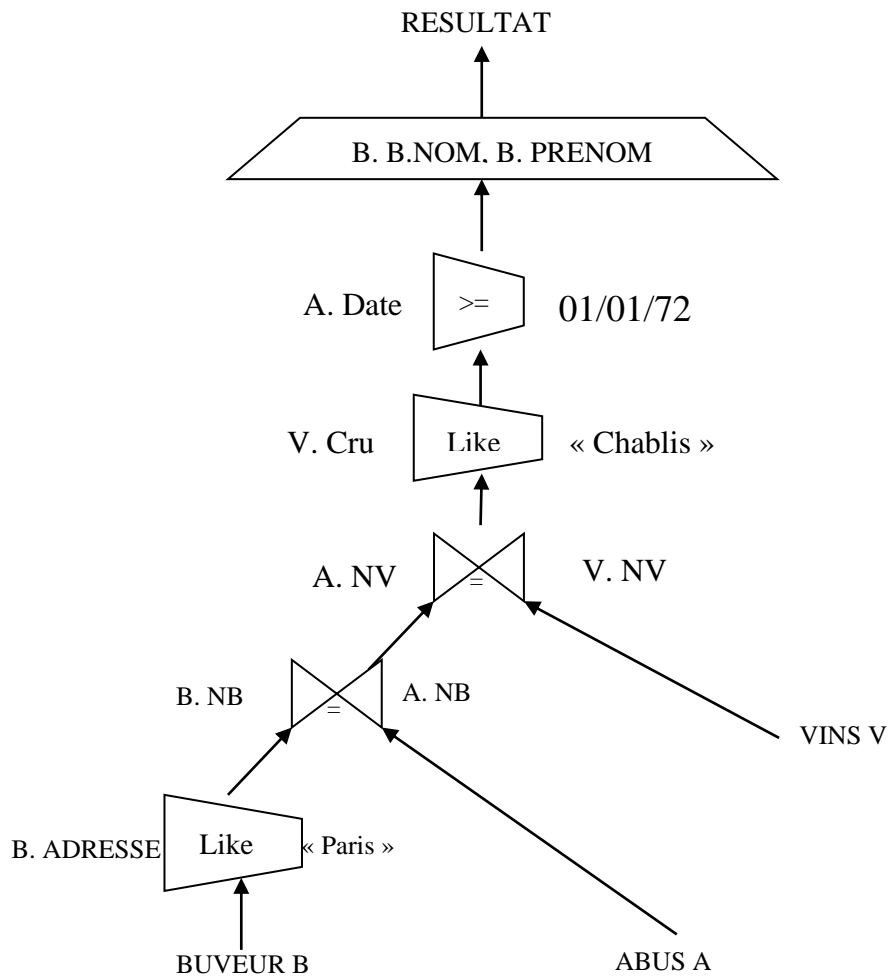 RESULTAT
B. B.NOM, B. PRENOM
A. Date >= 01/01/72
V. Cru Like « Chablis »
A. NV = V. NV
B. NB = A. NB
VINS V
B. ADRESSE Like « Paris »
BUVEUR B ABUS A